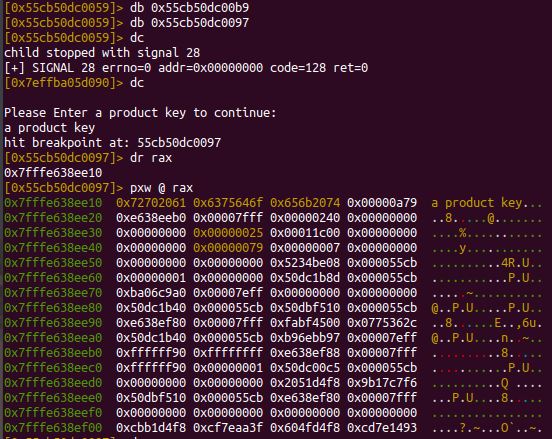 [0x55cb50dc0059]> db 0x55cb50dc00b9
[0x55cb50dc0059]> db 0x55cb50dc0097
[0x55cb50dc0059]> dc
child stopped with signal 28
[+] SIGNAL 28 errno=0 addr=0x00000000 code=128 ret=0
[0x7effba05d090]> dc
Please Enter a product key to continue:
a product key
hit breakpoint at: 55cb50dc0097
[0x55cb50dc0097]> dr rax
0x7fffe638ee10
[0x55cb50dc0097]> pxw @ rax
0x7fffe638ee10 0x72702061 0x6375646f 0x656b2074 0x00000a79 a product key...
0x7fffe638ee20 0xe638eeb0 0x00007fff 0x00000240 0x00000000 ..8.....@.......
0x7fffe638ee30 0x00000000 0x00000025 0x00011c00 0x00000000 ....%...........
0x7fffe638ee40 0x00000000 0x00000079 0x00000007 0x00000000 ....y...........
0x7fffe638ee50 0x00000000 0x00000000 0x5234be08 0x000055cb ..........4R.U..
0x7fffe638ee60 0x00000001 0x00000000 0x50dc1b8d 0x000055cb ...........P.U..
0x7fffe638ee70 0xba06c9a0 0x00007eff 0x00000000 0x00000000 .....~..........
0x7fffe638ee80 0x50dc1b40 0x000055cb 0x50dbf510 0x000055cb @..P.U.....P.U..
0x7fffe638ee90 0xe638ef80 0x00007fff 0xfabf4500 0x0775362c ..8......E..,6u.
0x7fffe638eea0 0x50dc1b40 0x000055cb 0xb96ebb97 0x00007eff @..P.U....n..~..
0x7fffe638eeb0 0xffffff90 0xffffffff 0xe638ef88 0x00007fff ..........8.....
0x7fffe638eec0 0xffffff90 0x00000001 0x50dc00c5 0x000055cb ...........P.U..
0x7fffe638eed0 0x00000000 0x00000000 0x2051d4f8 0x9b17c7f6 ..........Q ....
0x7fffe638eee0 0x50dbf510 0x000055cb 0xe638ef80 0x00007fff ...P.U....8.....
0x7fffe638eef0 0x00000000 0x00000000 0x00000000 0x00000000 ................
0x7fffe638ef00 0xcbb1d4f8 0xcf7eaa3f 0x604fd4f8 0xcd7e1493 ....?.~...O`..~.